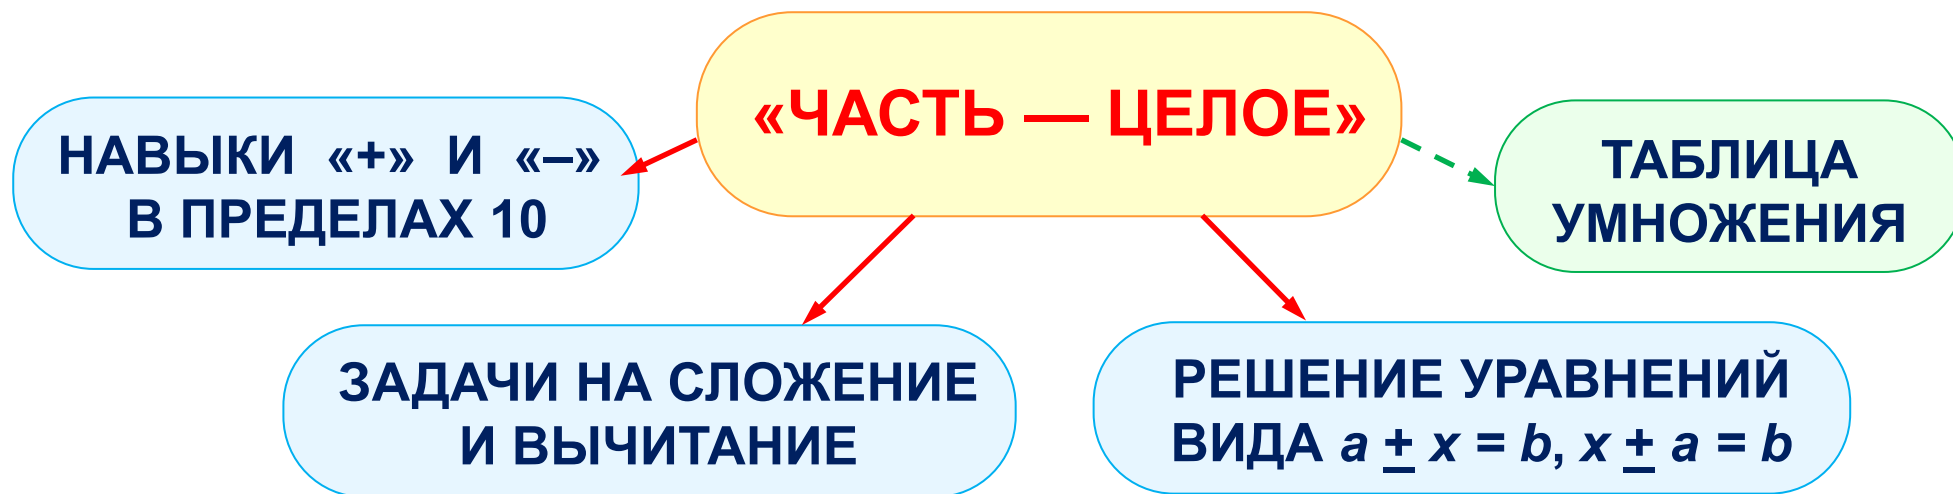 «ЧАСТЬ — ЦЕЛОЕ»
НАВЫКИ «+» И «–»
В ПРЕДЕЛАХ 10
ТАБЛИЦА
УМНОЖЕНИЯ
ЗАДАЧИ НА СЛОЖЕНИЕ
И ВЫЧИТАНИЕ
РЕШЕНИЕ УРАВНЕНИЙ
ВИДА a ± x = b, x ± a = b